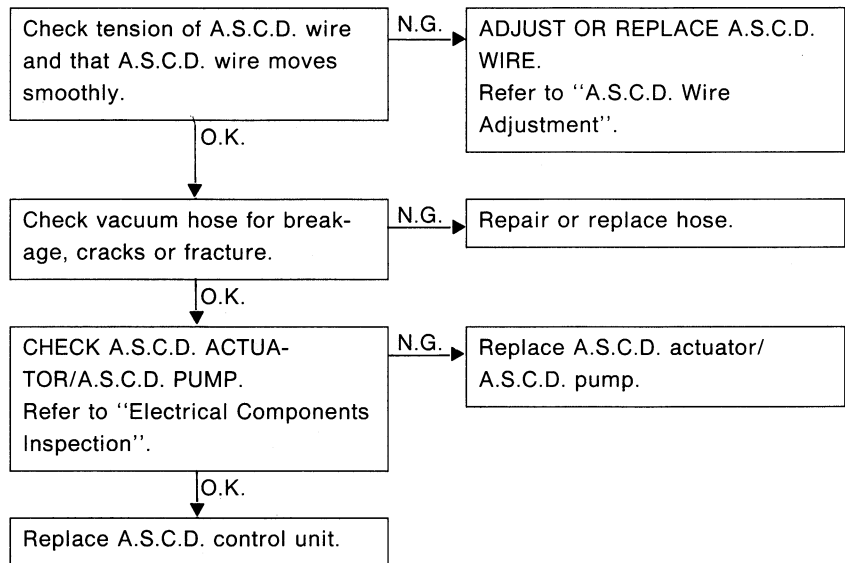 Check tension of A.S.C.D. wire
and that A.S.C.D. wire moves
smoothly.
N.G.
ADJUST OR REPLACE A.S.C.D.
WIRE.
Refer to ‘‘A.S.C.D. Wire
Adjustment’’.
O.K.
Check vacuum hose for break-
age, cracks or fracture.
N.G.
Repair or replace hose.
O.K.
CHECK A.S.C.D. ACTUA-
TOR/A.S.C.D. PUMP.
Refer to ‘‘Electrical Components
Inspection’’.
N.G.
Replace A.S.C.D. actuator/
A.S.C.D. pump.
O.K.
Replace A.S.C.D. control unit.